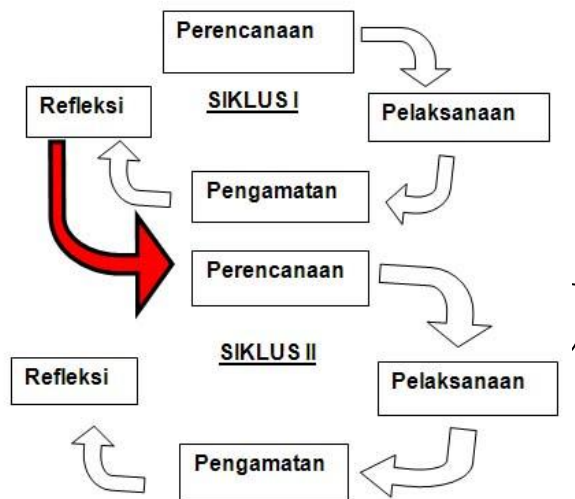 Perencanaan
Refleksi
SIKLUS I
Pelaksanaan
Pengamatan
Perencanaan
SIKLUS II
Refleksi
Pelaksanaan
Pengamatan